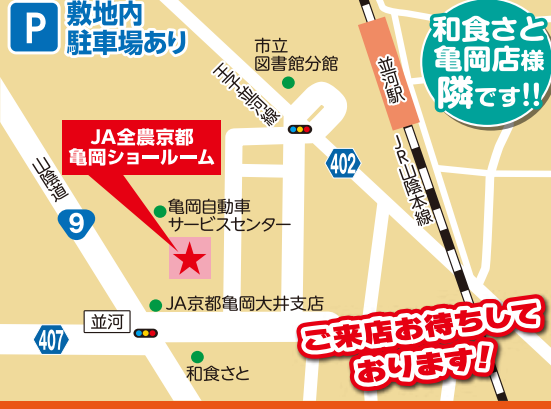 P
敷地内
駐車場あり
市立
図書館分館
王子並河線
並河駅
和食さと
亀岡店様
隣です!!
JA全農京都
亀岡ショールーム
402
JR山陰本線
山陰道
9
亀岡自動車
サービスセンター
JA京都亀岡大井支店
並河
407
和食さと
ご来店お待ちして
おります!